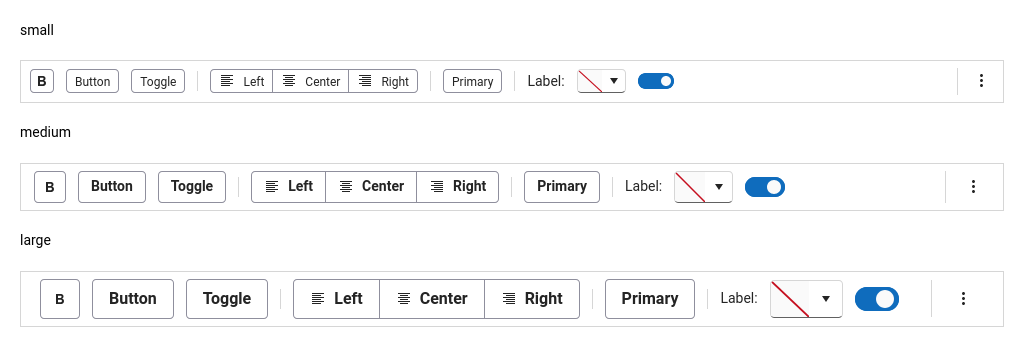 small
B Button Toggle Left Center Right Primary Label:
medium
B Button Toggle Left Center Right Primary Label:
large
B Button Toggle Left Center Right Primary Label: